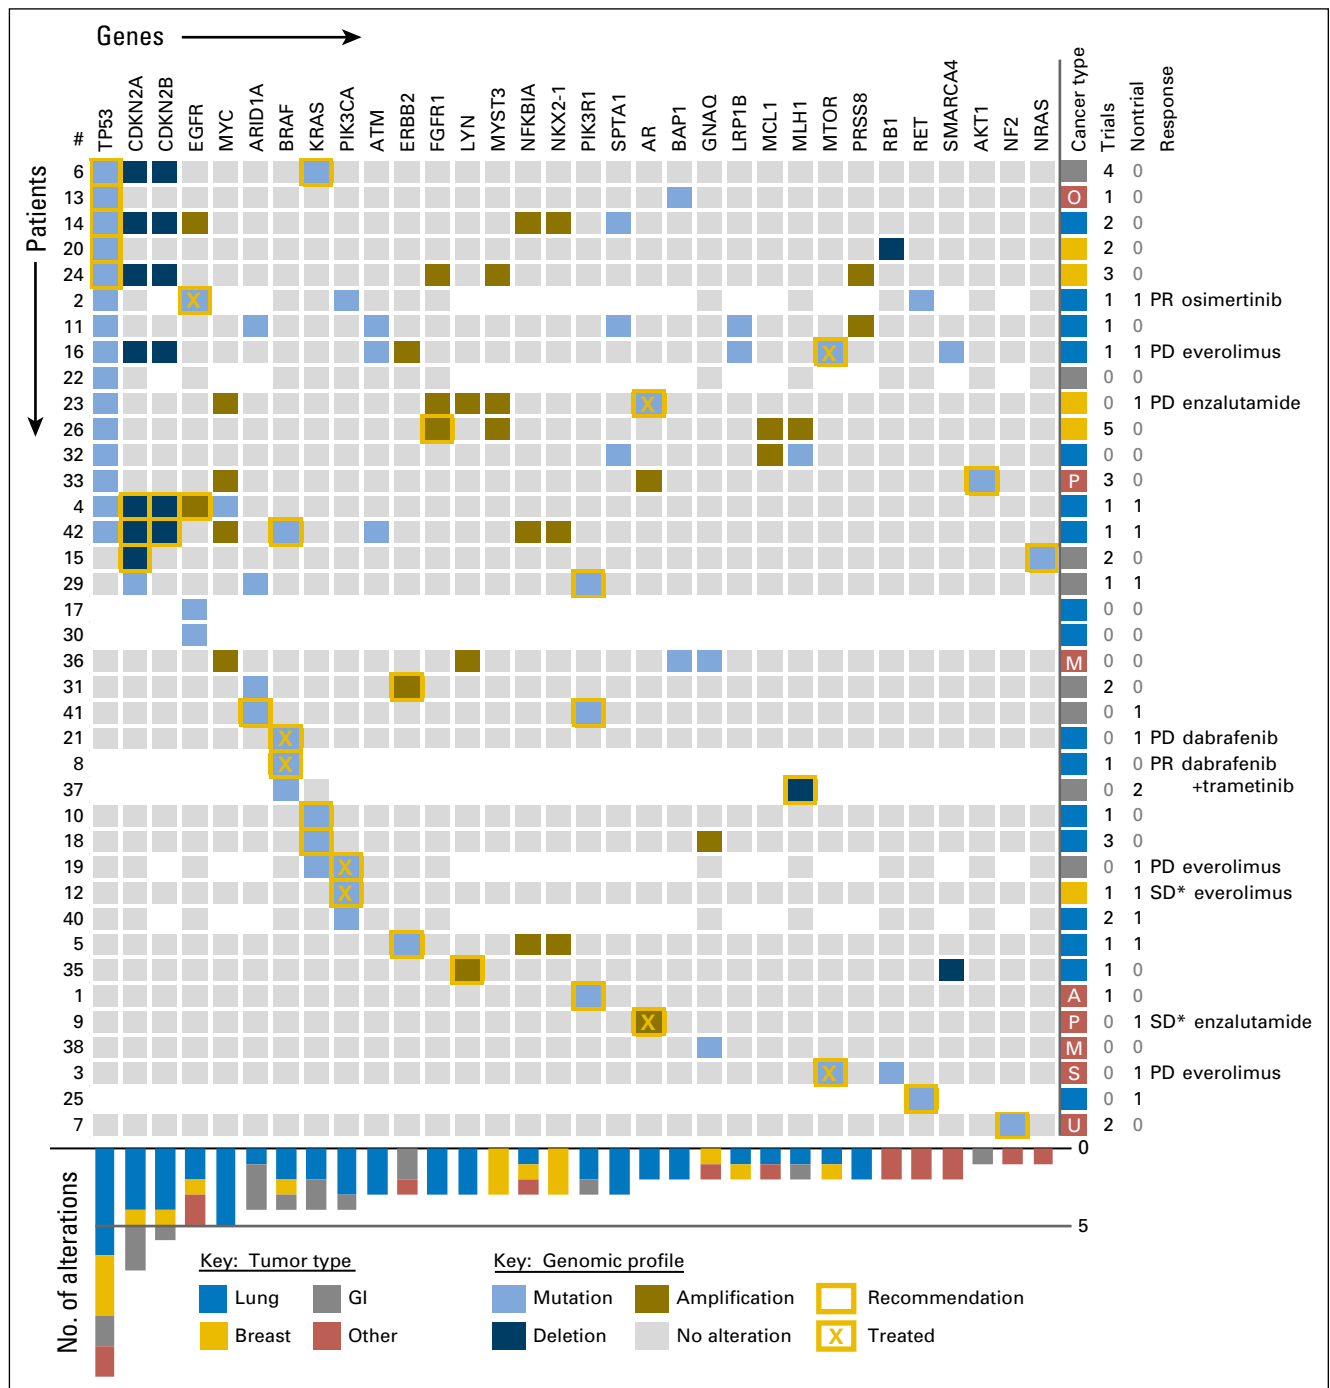 Genes
Patients
#
TP53 CDKN2A CDKN2B EGFR MYC ARID1A BRAF KRAS PIK3CA ATM ERBB2 FGFR1 LYN MYST3 NFKBIA NKX2-1 PIK3R1 SPTA1 AR BAP1 GNAQ LRP1B MCL1 MLH1 MTOR PRSS8 RB1 RET SMARCA4 AKT1 NF2 NRAS Cancer type Trials Nontrial Response
6 4 0
13 O 1 0
14 2 0
20 2 0
24 3 0
2 X 1 1 PR osimertinib
11 1 0
16 X 1 1 PD everolimus
22 0 0
23 X 0 1 PD enzalutamide
26 5 0
32 0 0
33 P 3 0
4 1 1
42 1 1
15 2 0
29 1 1
17 0 0
30 0 0
36 M 0 0
31 2 0
41 0 1
21 X 0 1 PD dabrafenib
8 X 1 0 PR dabrafenib
37 0 2 +trametinib
10 1 0
18 3 0
19 X 0 1 PD everolimus
12 X 1 1 SD* everolimus
40 2 1
5 1 1
35 1 0
1 A 1 0
9 X P 0 1 SD* enzalutamide
38 M 0 0
3 X S 0 1 PD everolimus
25 0 1
7 U 2 0
0
5
No. of alterations
Key: Tumor type
Lung GI
Breast Other
Key: Genomic profile
Mutation Amplification Recommendation
Deletion No alteration X Treated